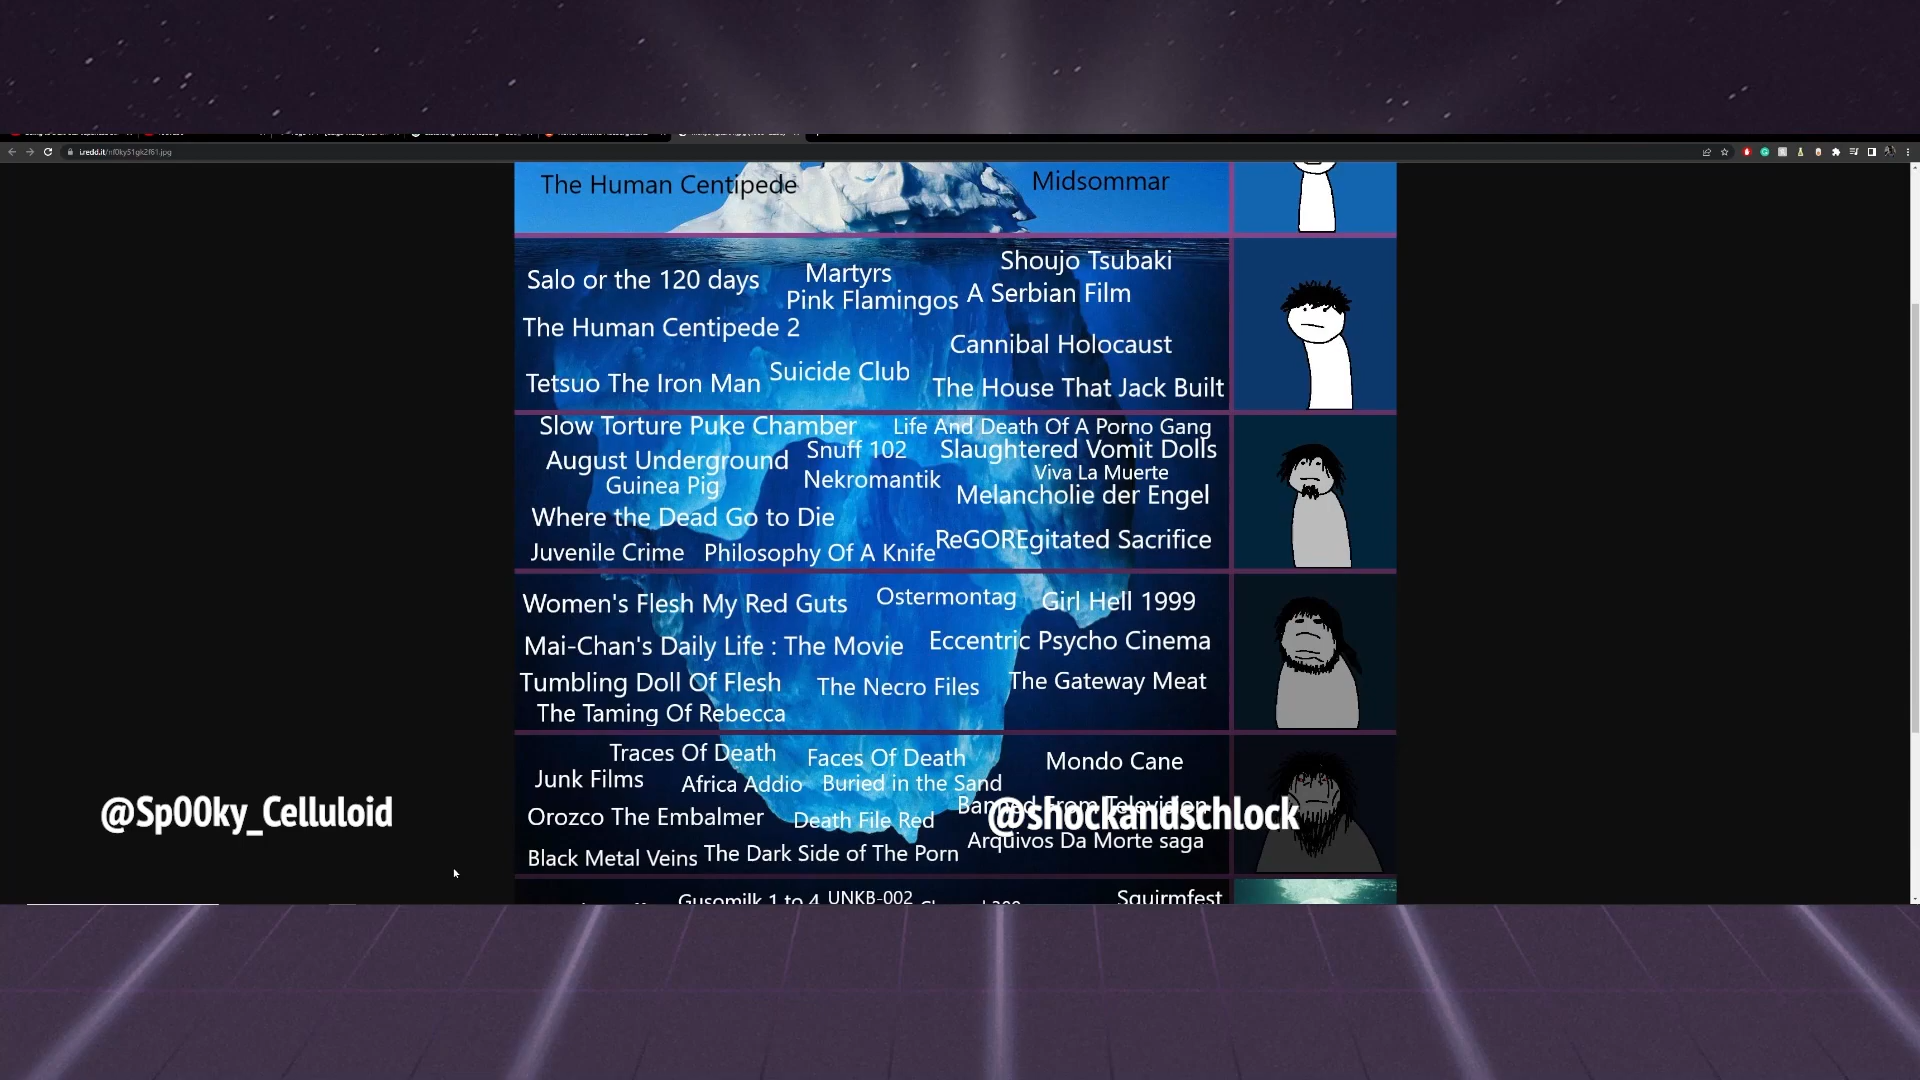 i.redd.it/nf0ky51gk2f61.jpg
The Human Centipede
Midsommar
Salo or the 120 days
Martyrs
Shoujo Tsubaki
Pink Flamingos
A Serbian Film
The Human Centipede 2
Cannibal Holocaust
Tetsuo The Iron Man
Suicide Club
The House That Jack Built
Slow Torture Puke Chamber
Life And Death Of A Porno Gang
August Underground
Snuff 102
Slaughtered Vomit Dolls
Guinea Pig
Nekromantik
Viva La Muerte
Melancholie der Engel
Where the Dead Go to Die
Juvenile Crime
Philosophy Of A Knife
ReGOREgitated Sacrifice
Women's Flesh My Red Guts
Ostermontag
Girl Hell 1999
Mai-Chan's Daily Life : The Movie
Eccentric Psycho Cinema
Tumbling Doll Of Flesh
The Necro Files
The Gateway Meat
The Taming Of Rebecca
Traces Of Death
Faces Of Death
Mondo Cane
Junk Films
Africa Addio
Buried in the Sand
Banned From Television
Orozco The Embalmer
Death File Red
Arquivos Da Morte saga
Black Metal Veins
The Dark Side of The Porn
@Sp00ky_Celluloid
@shockandschlock
Gusomilk 1 to 4
UNKB-002
Squirmfest